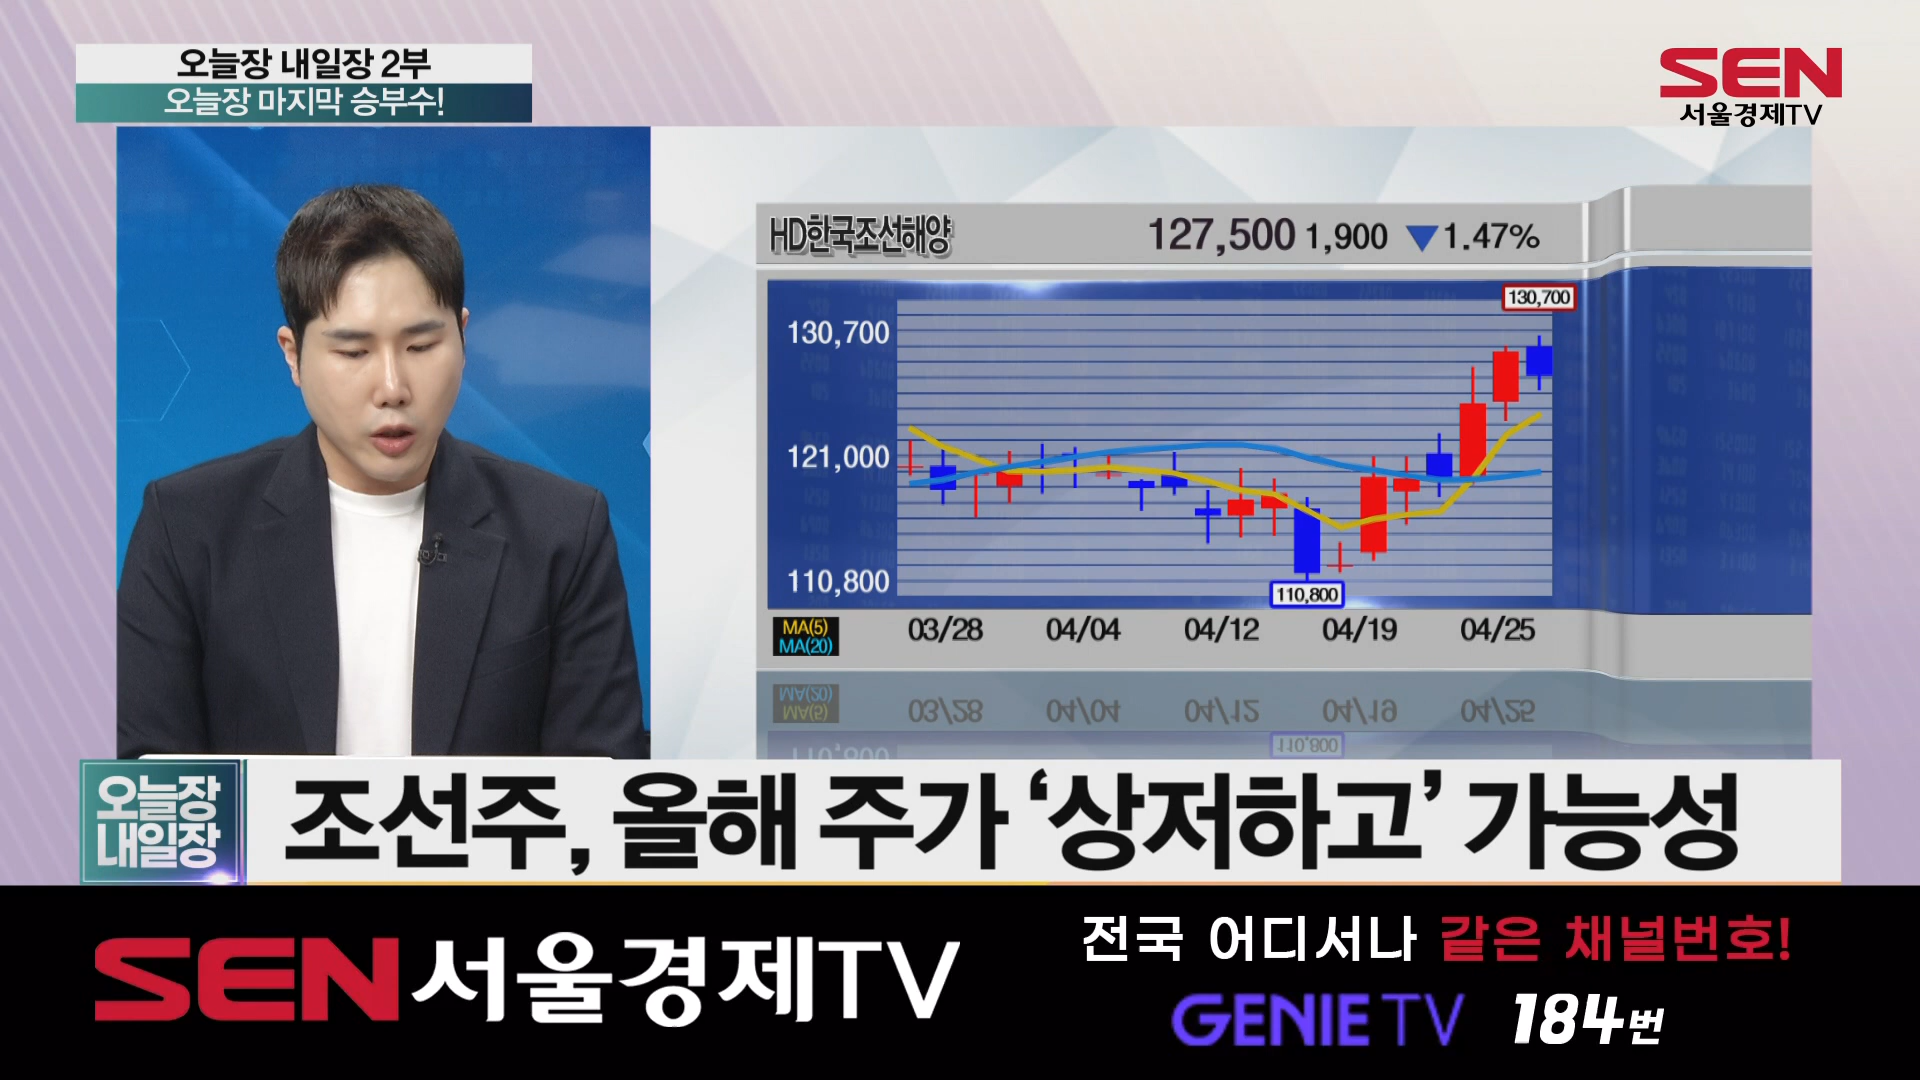 오늘장 내일장 2부
오늘장 마지막 승부수!
SEN
서울경제TV
HD한국조선해양 127,500 1,900 ▼1.47%
130,700
130,700
121,000
110,800
110,800
MA(5)
MA(20)
03/28 04/04 04/12 04/19 04/25
오늘장
내일장
조선주, 올해 주가 ‘상저하고’ 가능성
SEN서울경제TV
전국 어디서나 같은 채널번호!
GENIE TV 184번